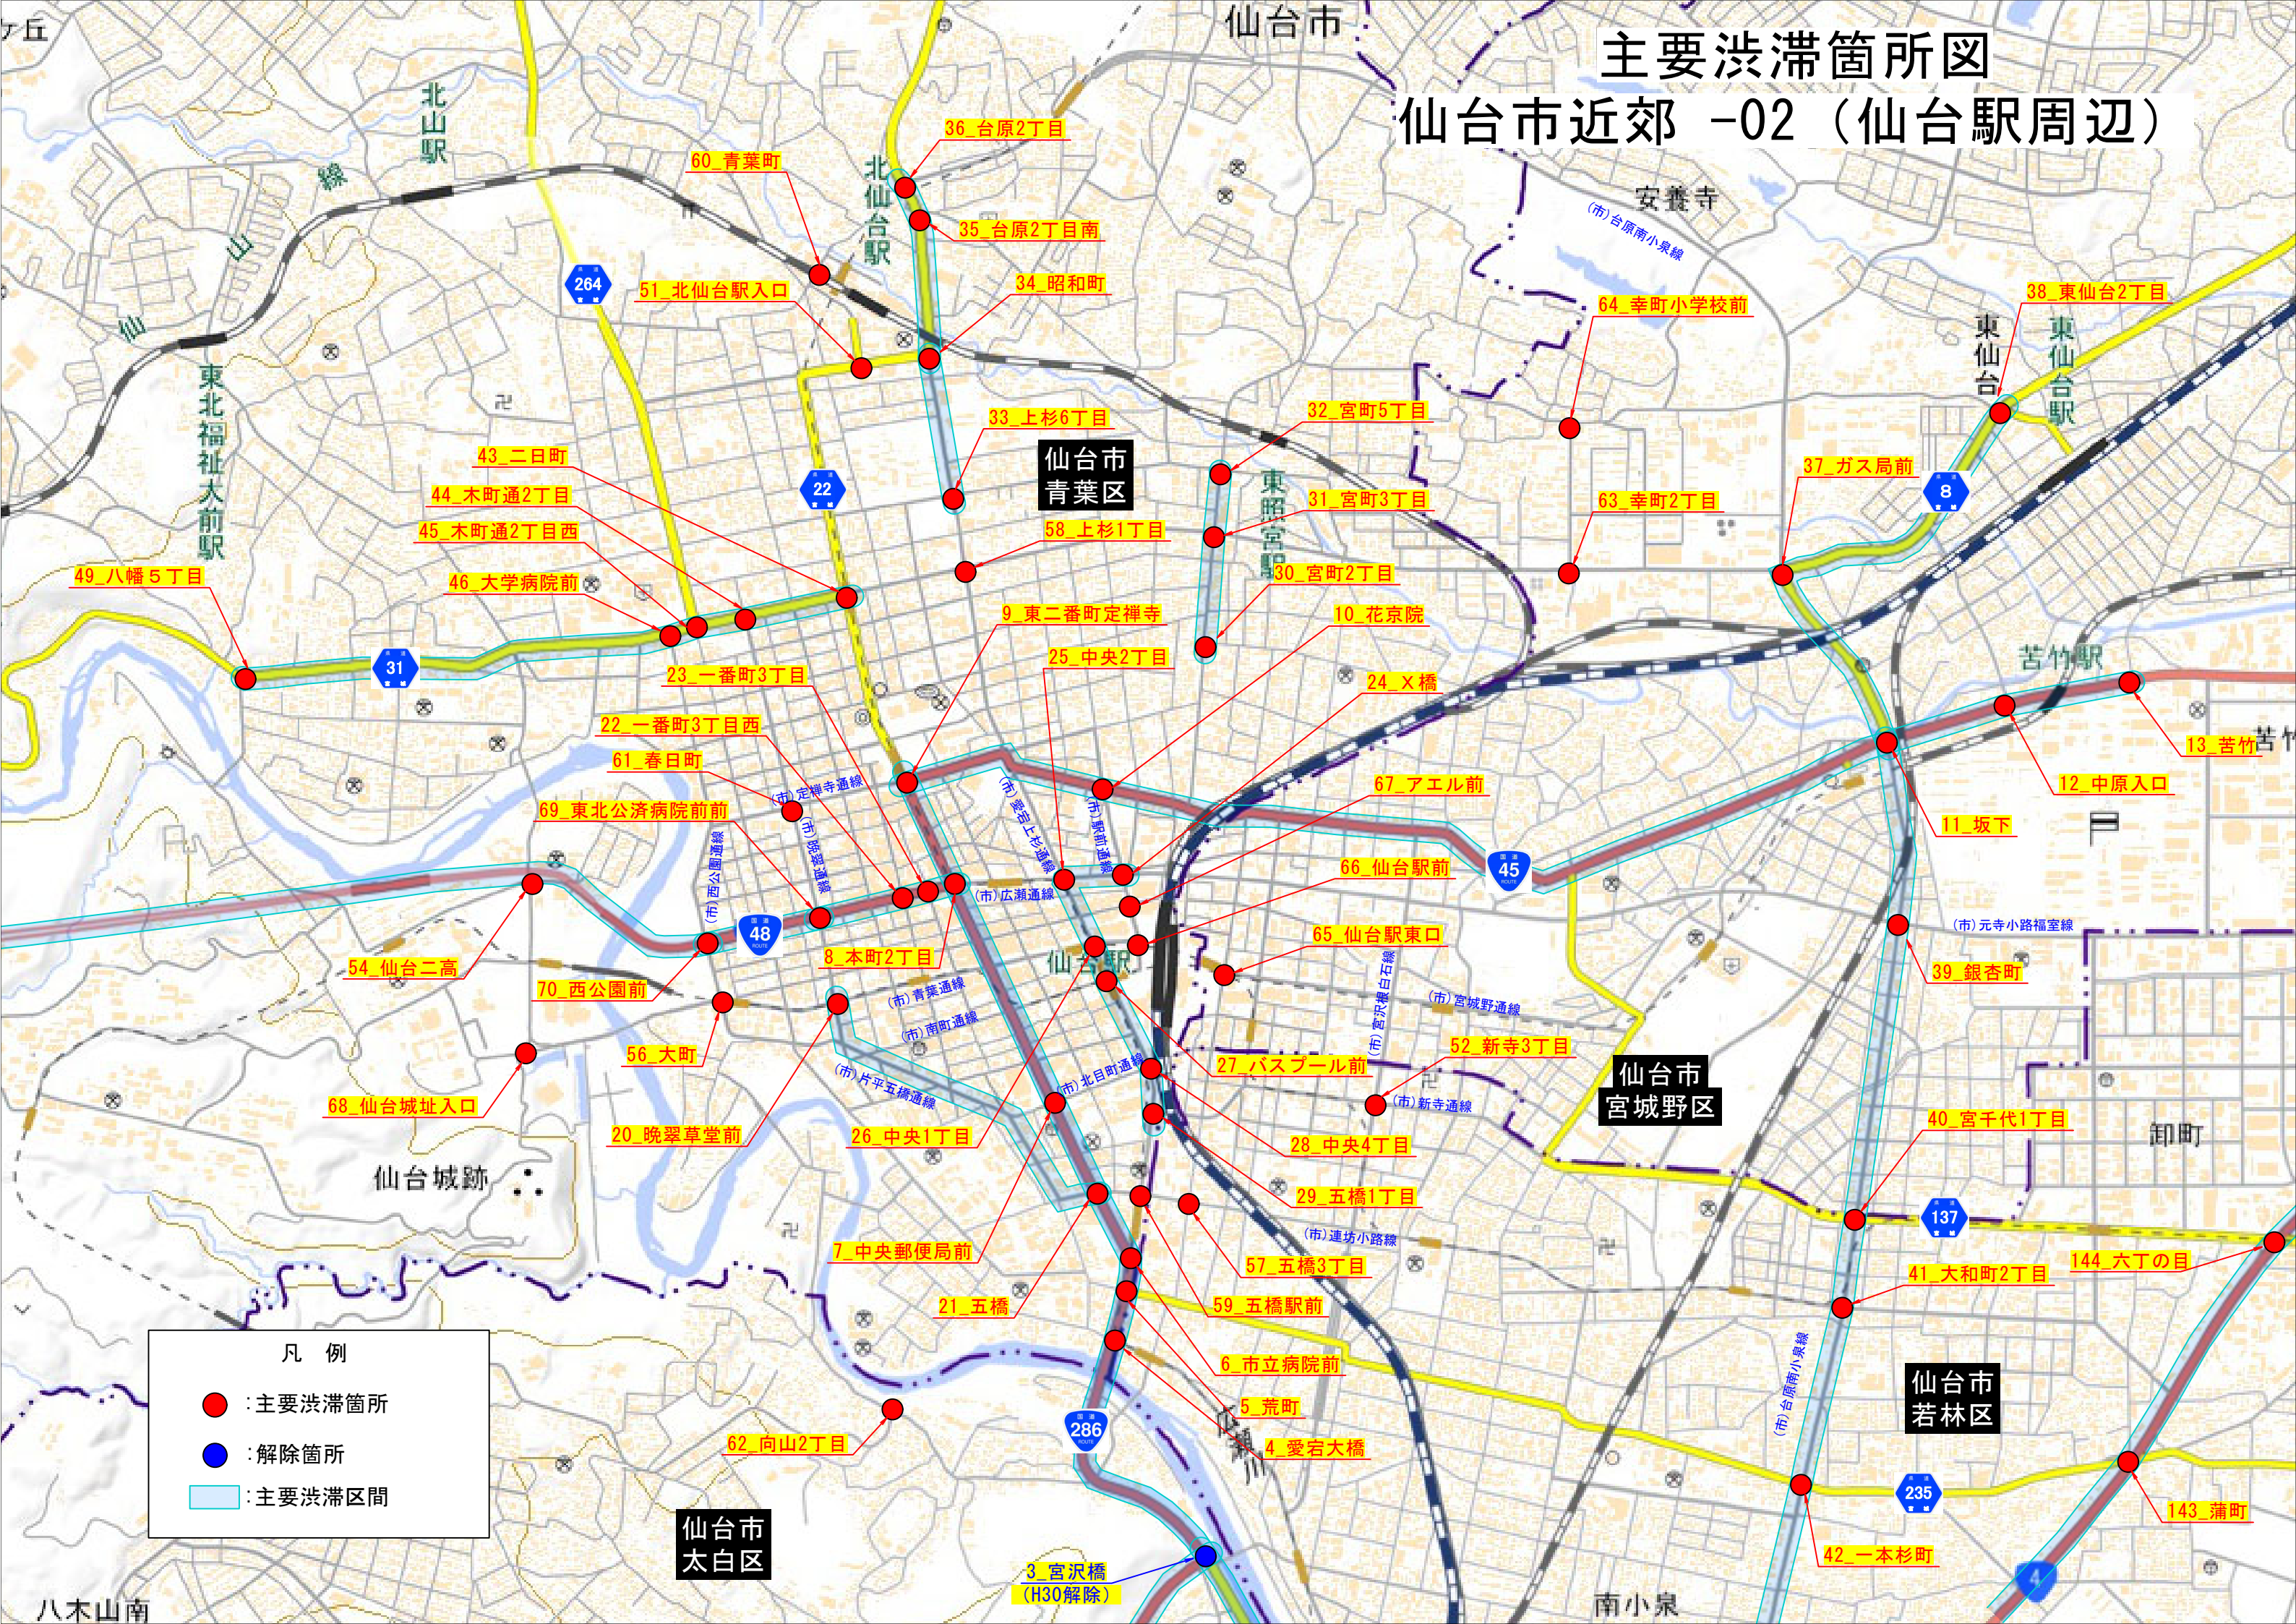 主要渋滞箇所図
仙台市近郊 -02（仙台駅周辺）
仙台市
ケ丘
北山駅
北仙台駅
36_台原2丁目
60_青葉町
35_台原2丁目南
安養寺
(市)台原南小泉線
仙山線
264
宮城
51_北仙台駅入口
34_昭和町
64_幸町小学校前
38_東仙台2丁目
東仙台
東仙台駅
東北福祉大前駅
33_上杉6丁目
32_宮町5丁目
43_二日町
仙台市
青葉区
37_ガス局前
8
22
44_木町通2丁目
31_宮町3丁目
63_幸町2丁目
東照宮駅
45_木町通2丁目西
58_上杉1丁目
49_八幡５丁目
46_大学病院前
30_宮町2丁目
9_東二番町定禅寺
10_花京院
25_中央2丁目
31
23_一番町3丁目
24_X橋
苦竹駅
22_一番町3丁目西
13_苦竹
苦竹
61_春日町
(市)定禅寺通線
67_アエル前
12_中原入口
69_東北公済病院前前
(市)西公園通線
(市)晩翠通線
(市)愛宕上杉通線
(市)駅前通線
11_坂下
66_仙台駅前
国道
45
ROUTE
(市)広瀬通線
国道
48
ROUTE
65_仙台駅東口
(市)元寺小路福室線
8_本町2丁目
仙台駅
54_仙台二高
39_銀杏町
70_西公園前
(市)青葉通線
(市)宮城野通線
(市)宮沢根白石線
(市)南町通線
56_大町
52_新寺3丁目
27_バスプール前
(市)北目町通線
仙台市
宮城野区
(市)片平五橋通線
68_仙台城址入口
(市)新寺通線
40_宮千代1丁目
20_晩翠草堂前
26_中央1丁目
28_中央4丁目
卸町
仙台城跡
29_五橋1丁目
137
(市)連坊小路線
7_中央郵便局前
57_五橋3丁目
144_六丁の目
41_大和町2丁目
21_五橋
59_五橋駅前
凡 例
:主要渋滞箇所
:解除箇所
:主要渋滞区間
6_市立病院前
(市)台原南小泉線
仙台市
若林区
5_荒町
国道
286
ROUTE
62_向山2丁目
4_愛宕大橋
235
143_蒲町
仙台市
太白区
42_一本杉町
3_宮沢橋
(H30解除)
4
八木山南
南小泉